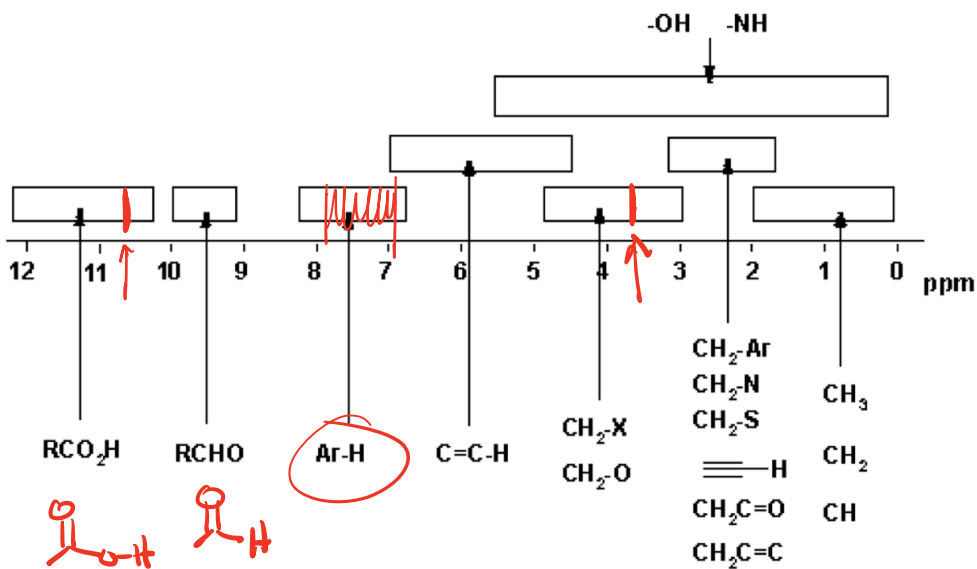 -OH -NH
12 11 10 9 8 7 6 5 4 3 2 1 0 ppm
RCO₂H RCHO Ar-H C=C-H
CH₂-X
CH₂-O
CH₂-Ar
CH₂-N
CH₂-S
≡-H
CH₂C=O
CH₂C=C
CH₃
CH₂
CH
O
O-H
O
H